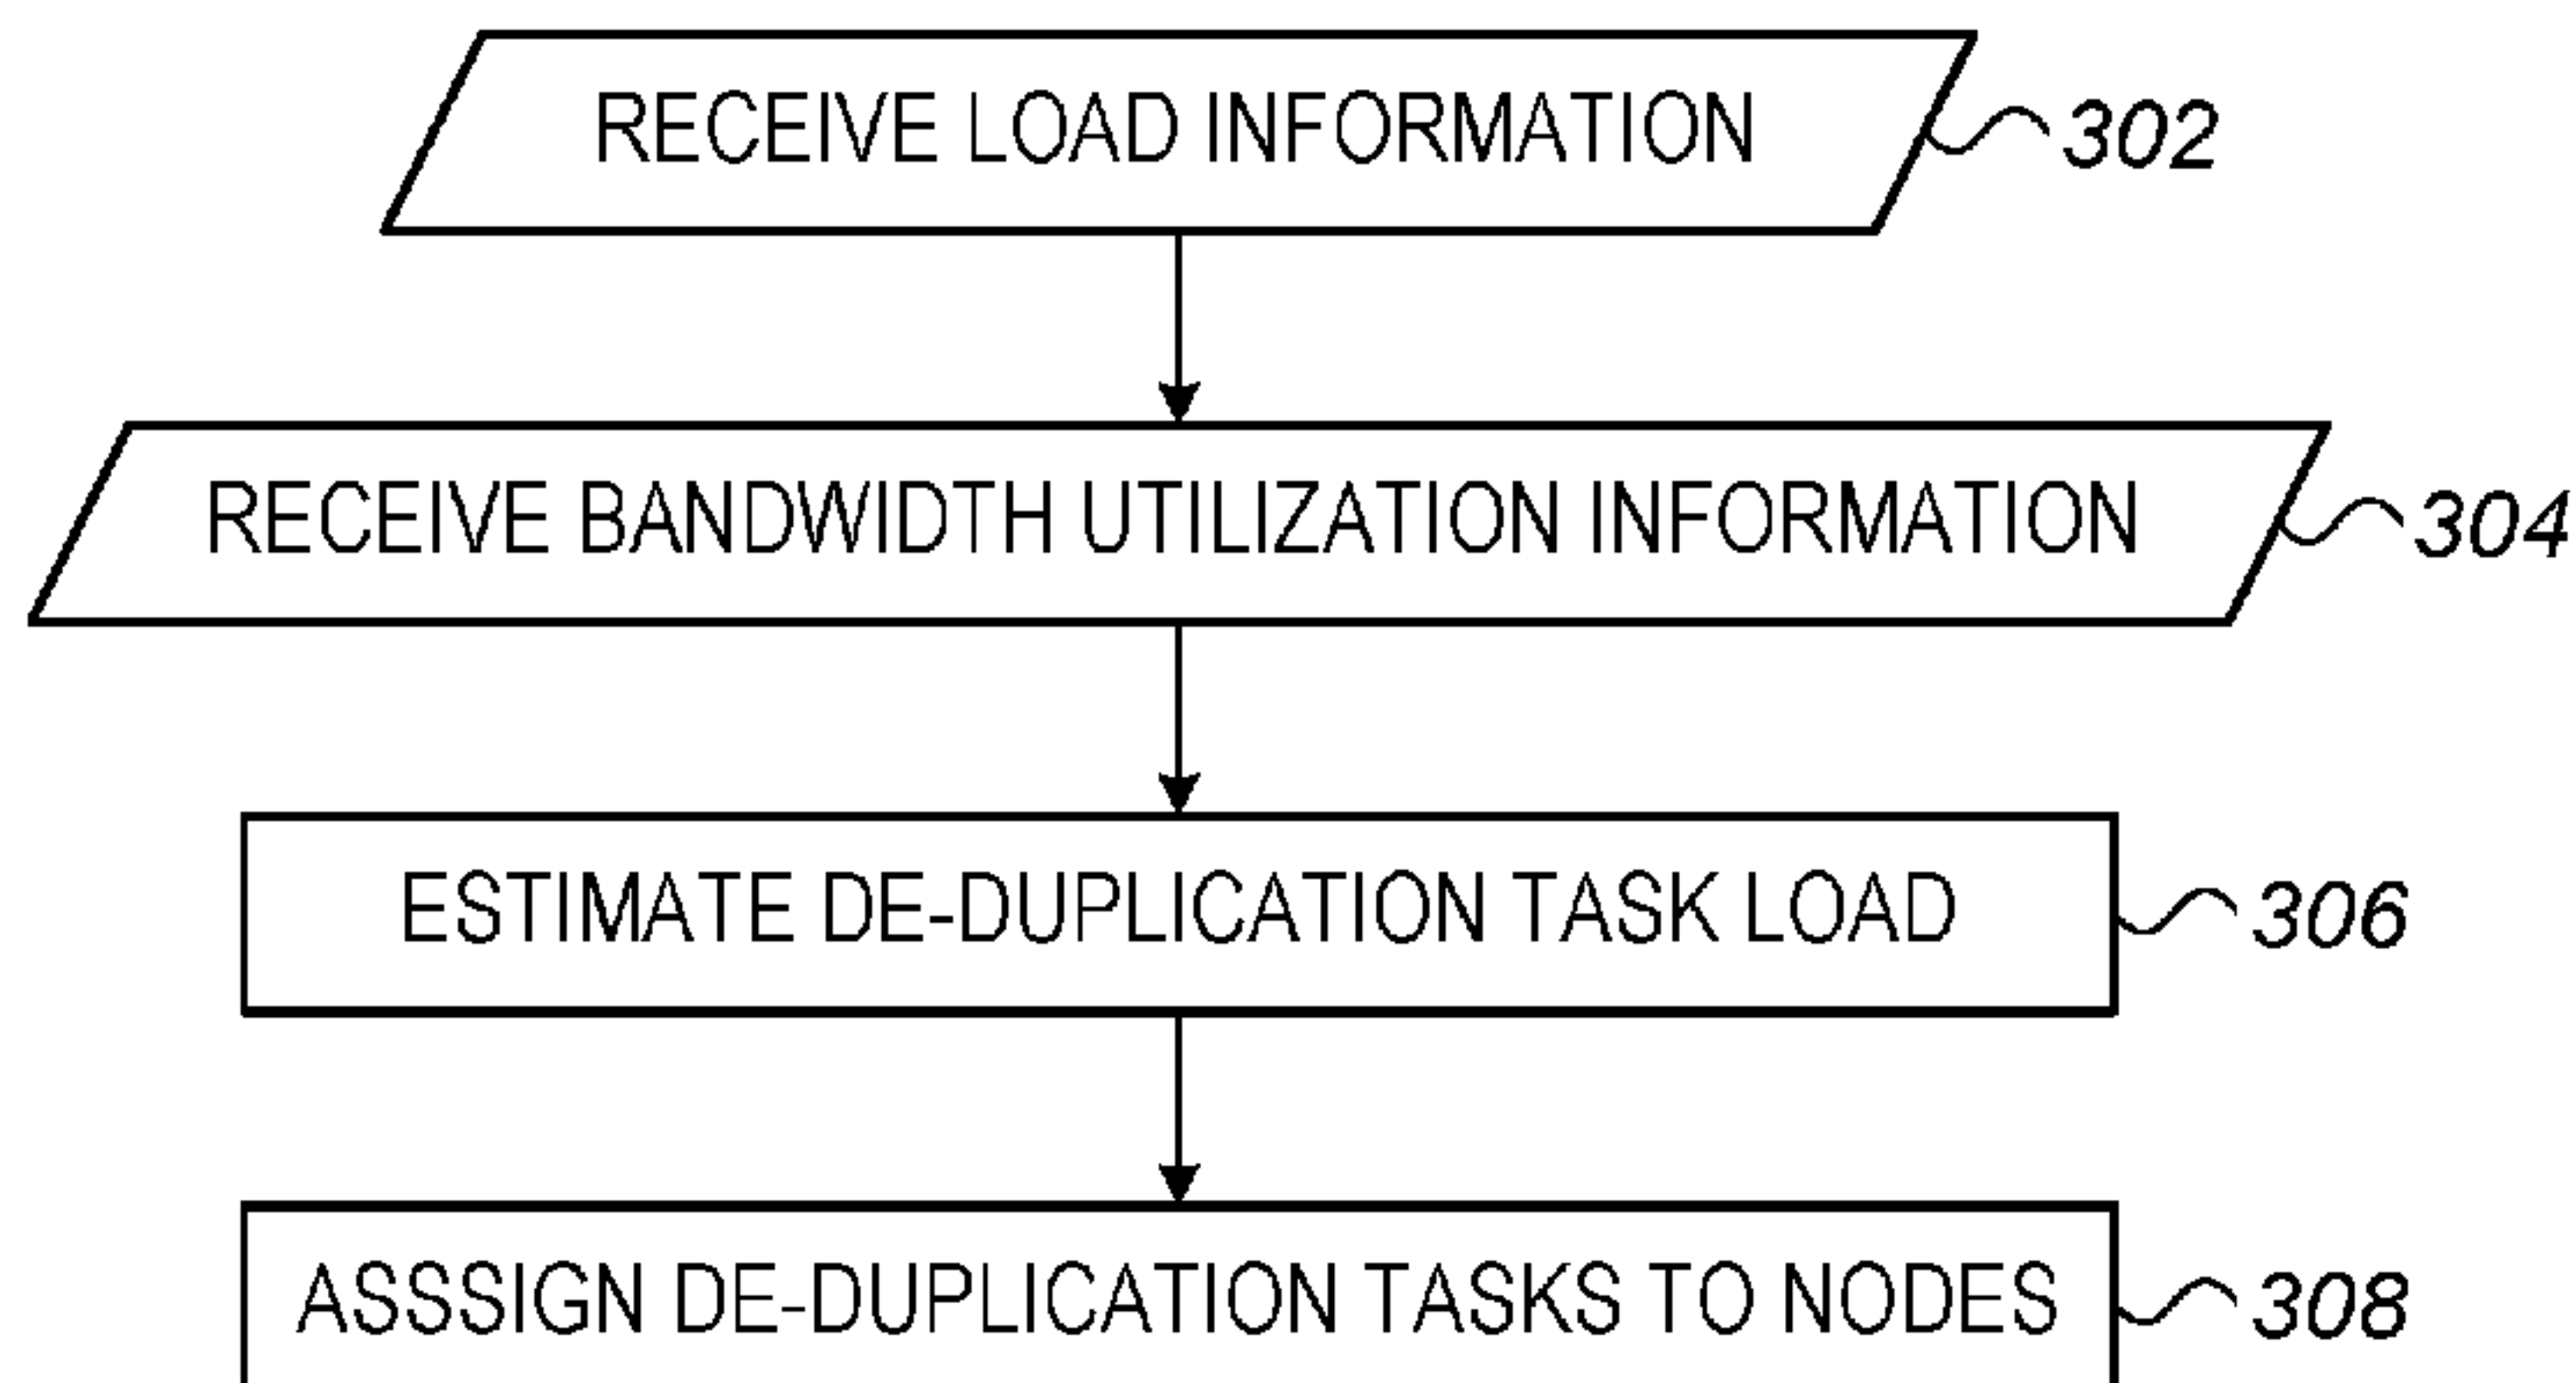 RECEIVE LOAD INFORMATION 302
RECEIVE BANDWIDTH UTILIZATION INFORMATION 304
ESTIMATE DE-DUPLICATION TASK LOAD 306
ASSSIGN DE-DUPLICATION TASKS TO NODES 308